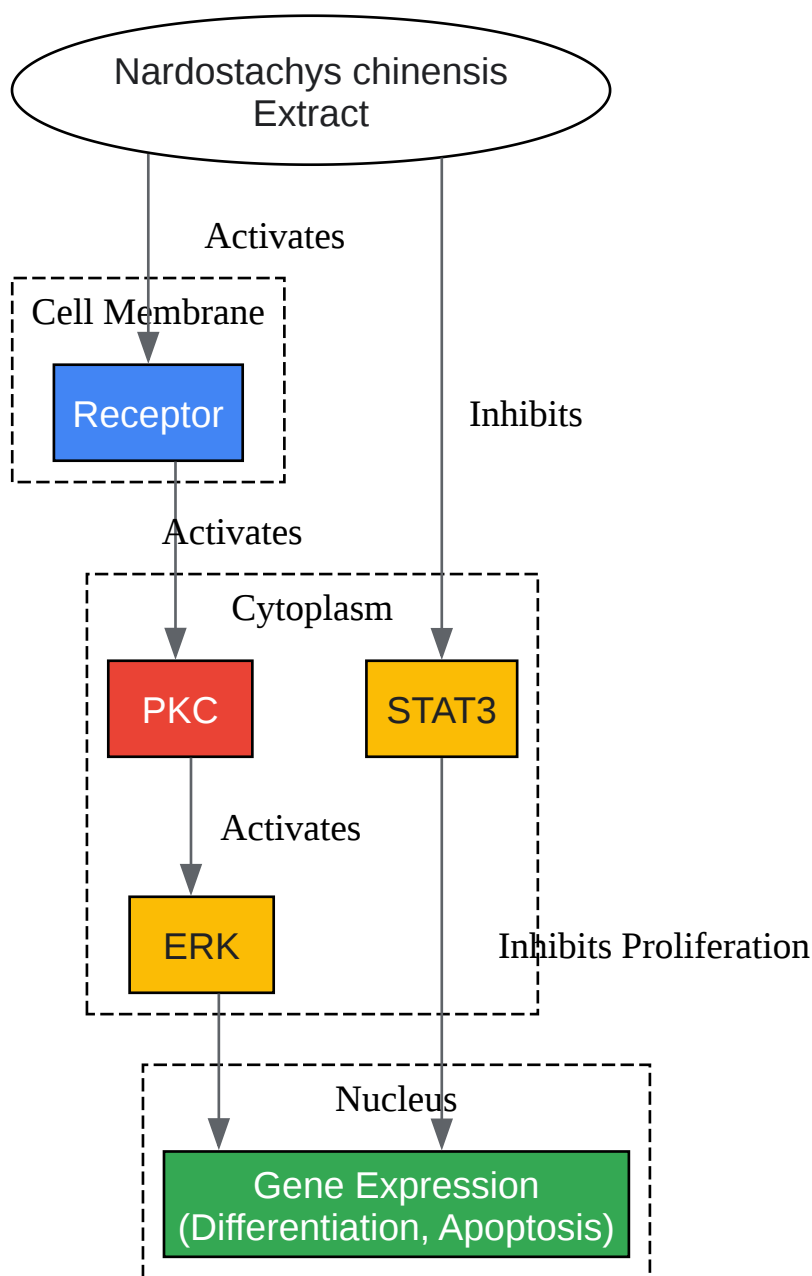 Nardostachys chinensis
Extract
Activates
Cell Membrane
Receptor
Inhibits
Activates
Cytoplasm
PKC
STAT3
Activates
ERK
Inhibits Proliferation
Nucleus
Gene Expression
(Differentiation, Apoptosis)